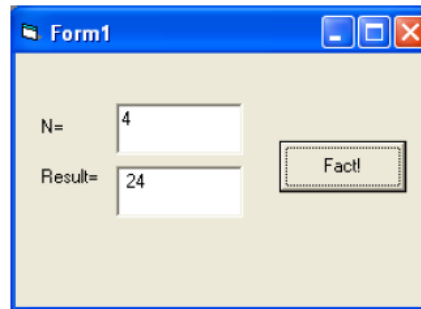 Form1
N=
4
Fact!
Result=
24